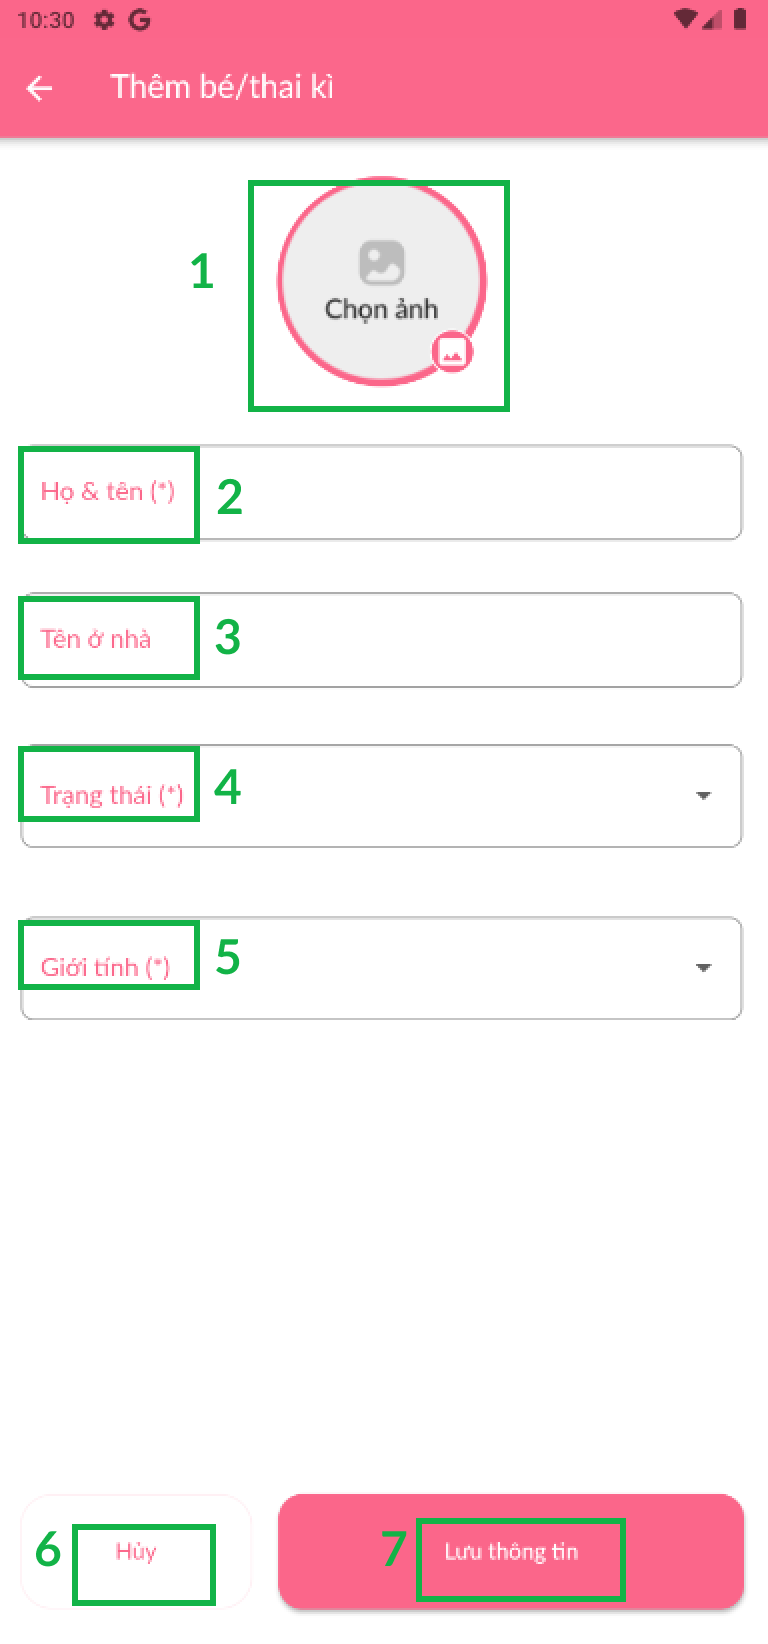 10:30
Thêm bé/thai kì
1
Chọn ảnh
Họ & tên (*)
2
Tên ở nhà
3
Trạng thái (*)
4
Giới tính (*)
5
6
Hủy
7
Lưu thông tin